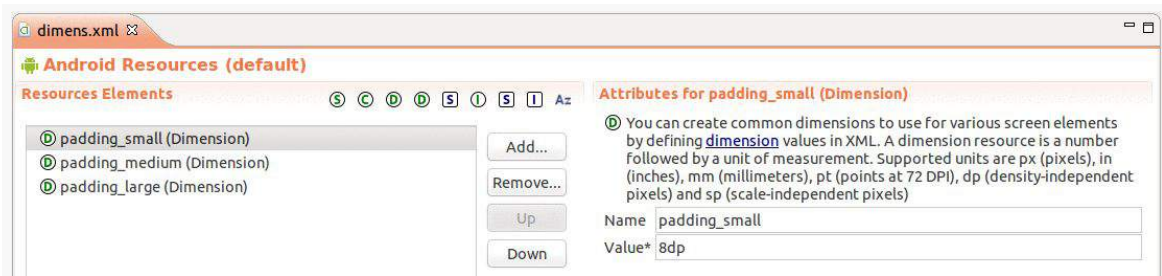 dimens.xml
Android Resources (default)
Resources Elements
S C D D S I S I Az
padding_small (Dimension)
padding_medium (Dimension)
padding_large (Dimension)
Add...
Remove...
Up
Down
Attributes for padding_small (Dimension)
D You can create common dimensions to use for various screen elements
by defining dimension values in XML. A dimension resource is a number
followed by a unit of measurement. Supported units are px (pixels), in
(inches), mm (millimeters), pt (points at 72 DPI), dp (density-independent
pixels) and sp (scale-independent pixels)
Name padding_small
Value* 8dp